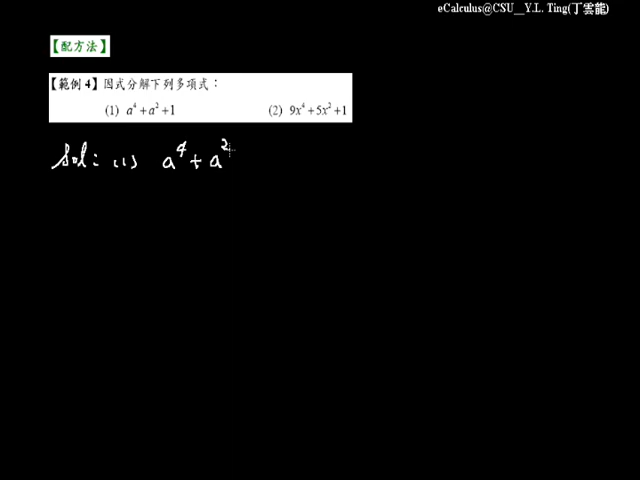 eCalculus@CSU__Y.L. Ting(丁雲龍)
【配方法】
【範例 4】因式分解下列多項式：
(1) a⁴+a²+1 (2) 9x⁴+5x²+1
Sol: (1) a⁴+a²